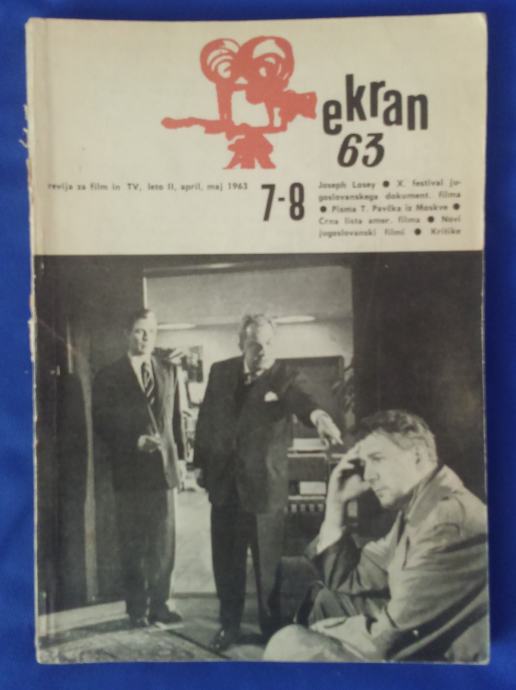 ekran
63
revija za film in TV, leto II, april, maj 1963
7-8
Joseph Losey ● X. festival ju-
goslovanskega dokument. filma
● Pisma T. Pavčka iz Moskve ●
Crna lista amer. filma ● Novi
jugoslovanski filmi ● Kritike